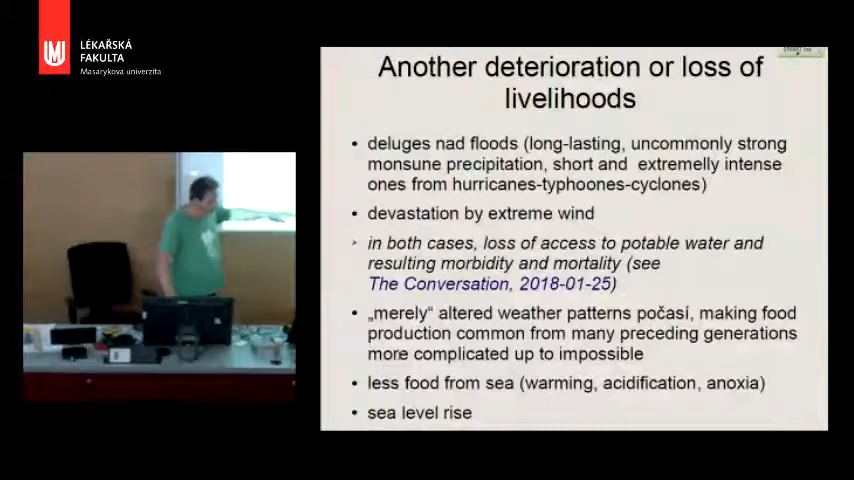 LÉKAŘSKÁ
FAKULTA
Masarykova univerzita
Another deterioration or loss of
livelihoods
• deluges nad floods (long-lasting, uncommonly strong
monsune precipitation, short and extremelly intense
ones from hurricanes-typhoones-cyclones)
• devastation by extreme wind
➢ in both cases, loss of access to potable water and
resulting morbidity and mortality (see
The Conversation, 2018-01-25)
• „merely“ altered weather patterns počasí, making food
production common from many preceding generations
more complicated up to impossible
• less food from sea (warming, acidification, anoxia)
• sea level rise